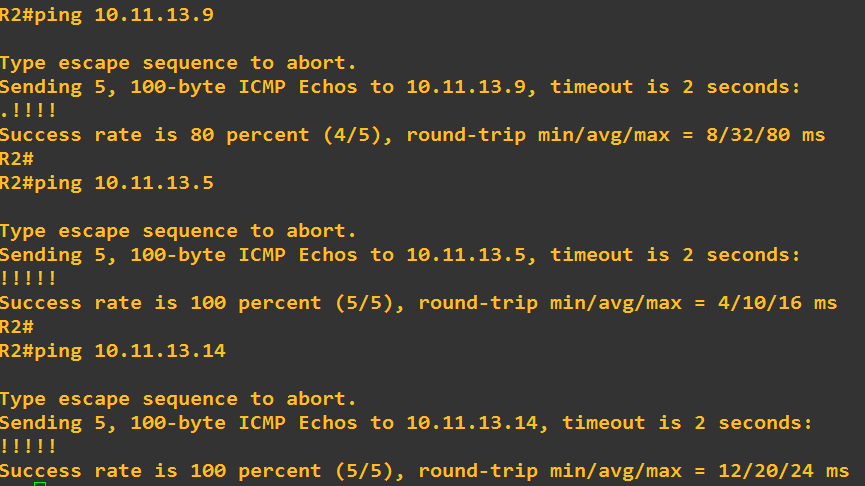 R2#ping 10.11.13.9
Type escape sequence to abort.
Sending 5, 100-byte ICMP Echos to 10.11.13.9, timeout is 2 seconds:
.!!!!
Success rate is 80 percent (4/5), round-trip min/avg/max = 8/32/80 ms
R2#
R2#ping 10.11.13.5
Type escape sequence to abort.
Sending 5, 100-byte ICMP Echos to 10.11.13.5, timeout is 2 seconds:
!!!!!
Success rate is 100 percent (5/5), round-trip min/avg/max = 4/10/16 ms
R2#
R2#ping 10.11.13.14
Type escape sequence to abort.
Sending 5, 100-byte ICMP Echos to 10.11.13.14, timeout is 2 seconds:
!!!!!
Success rate is 100 percent (5/5), round-trip min/avg/max = 12/20/24 ms